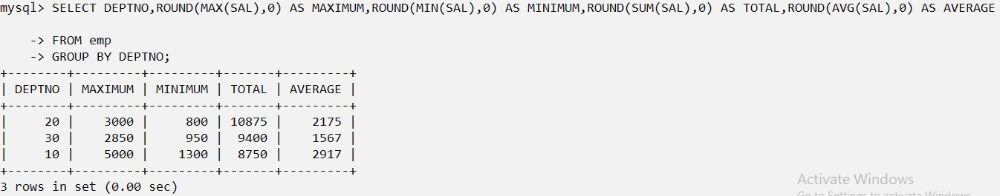 mysql> SELECT DEPTNO,ROUND(MAX(SAL),0) AS MAXIMUM,ROUND(MIN(SAL),0) AS MINIMUM,ROUND(SUM(SAL),0) AS TOTAL,ROUND(AVG(SAL),0) AS AVERAGE
    -> FROM emp
    -> GROUP BY DEPTNO;
+--------+---------+---------+-------+---------+
| DEPTNO | MAXIMUM | MINIMUM | TOTAL | AVERAGE |
+--------+---------+---------+-------+---------+
|     20 |    3000 |     800 | 10875 |    2175 |
|     30 |    2850 |     950 |  9400 |    1567 |
|     10 |    5000 |    1300 |  8750 |    2917 |
+--------+---------+---------+-------+---------+
3 rows in set (0.00 sec)
Activate Windows
Go to Settings to activate Windows.